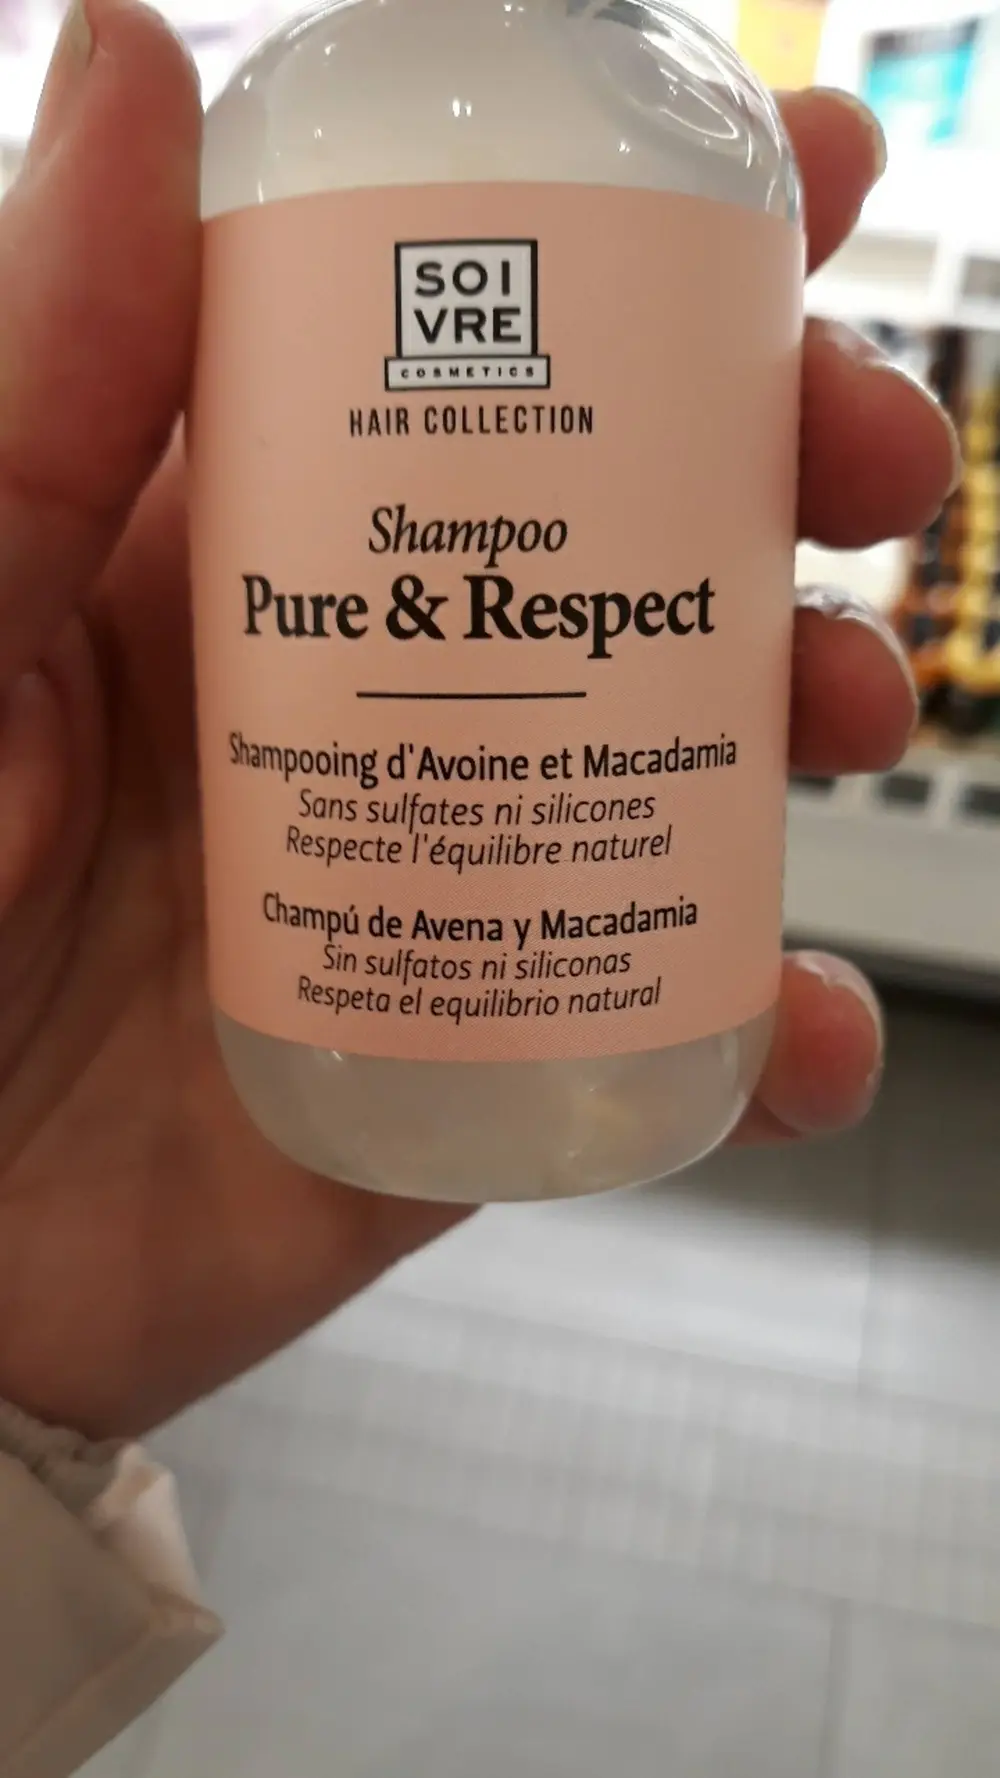 SOI
VRE
COSMETICS
HAIR COLLECTION
Shampoo
Pure & Respect
Shampooing d'Avoine et Macadamia
Sans sulfates ni silicones
Respecte l'équilibre naturel
Champú de Avena y Macadamia
Sin sulfatos ni siliconas
Respeta el equilibrio natural